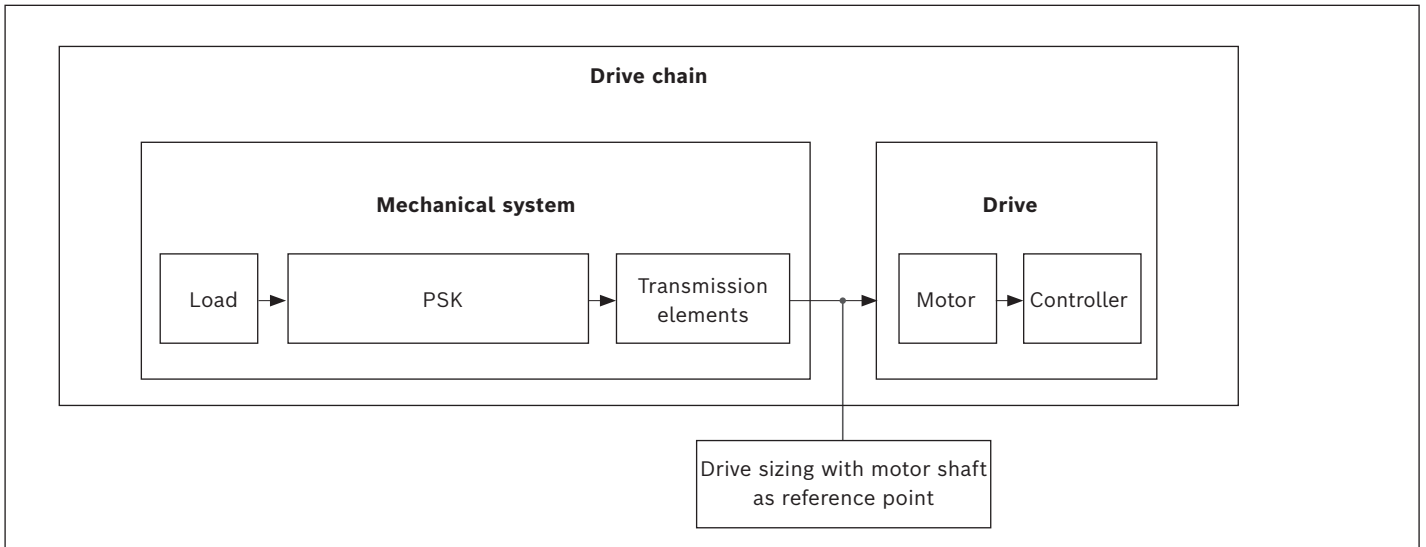 Drive chain
Mechanical system
Drive
Load
PSK
Transmission
elements
Motor
Controller
Drive sizing with motor shaft
as reference point